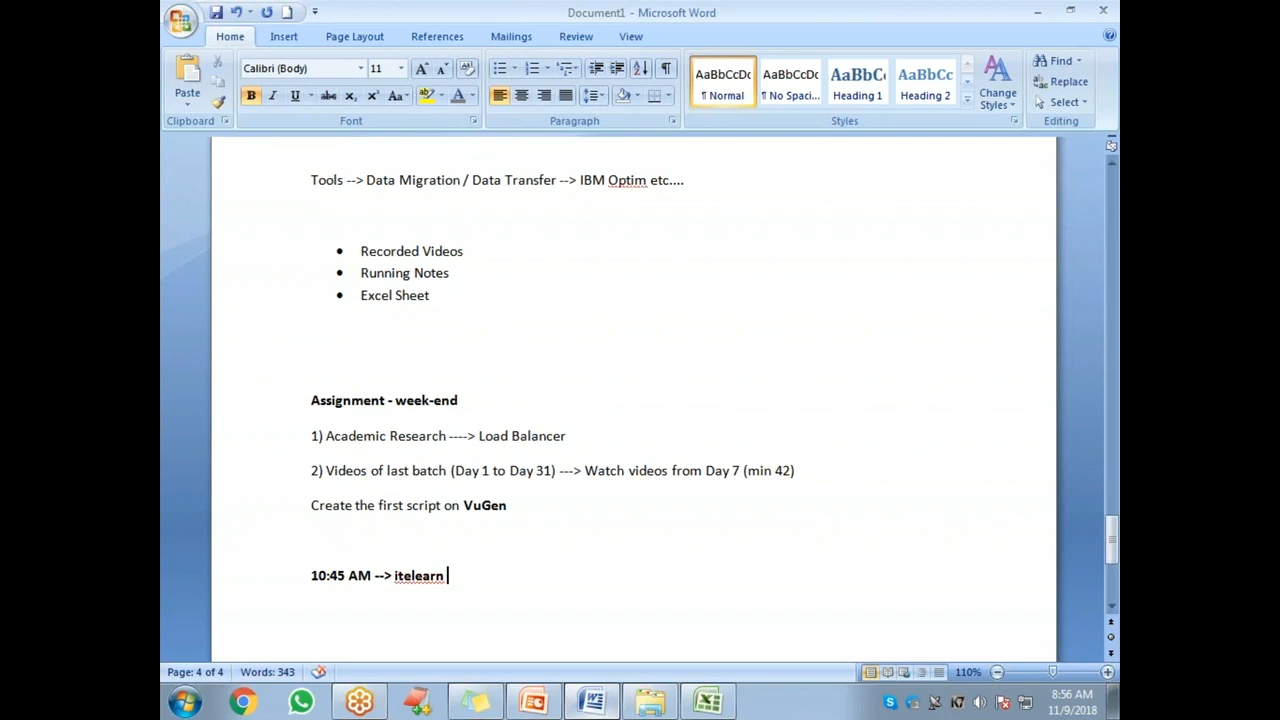 Document1 - Microsoft Word
Home Insert Page Layout References Mailings Review View
Calibri (Body) 11
AaBbCcDc AaBbCcDc AaBbC AaBbCc
¶ Normal ¶ No Spaci... Heading 1 Heading 2
Paste
Change Styles
Find
Replace
Select
Clipboard Font Paragraph Styles Editing
Tools --> Data Migration / Data Transfer --> IBM Optim etc....
• Recorded Videos
• Running Notes
• Excel Sheet
Assignment - week-end
1) Academic Research ----> Load Balancer
2) Videos of last batch (Day 1 to Day 31) ---> Watch videos from Day 7 (min 42)
Create the first script on VuGen
10:45 AM --> itelearn
Page: 4 of 4 Words: 343 110%
8:56 AM
11/9/2018